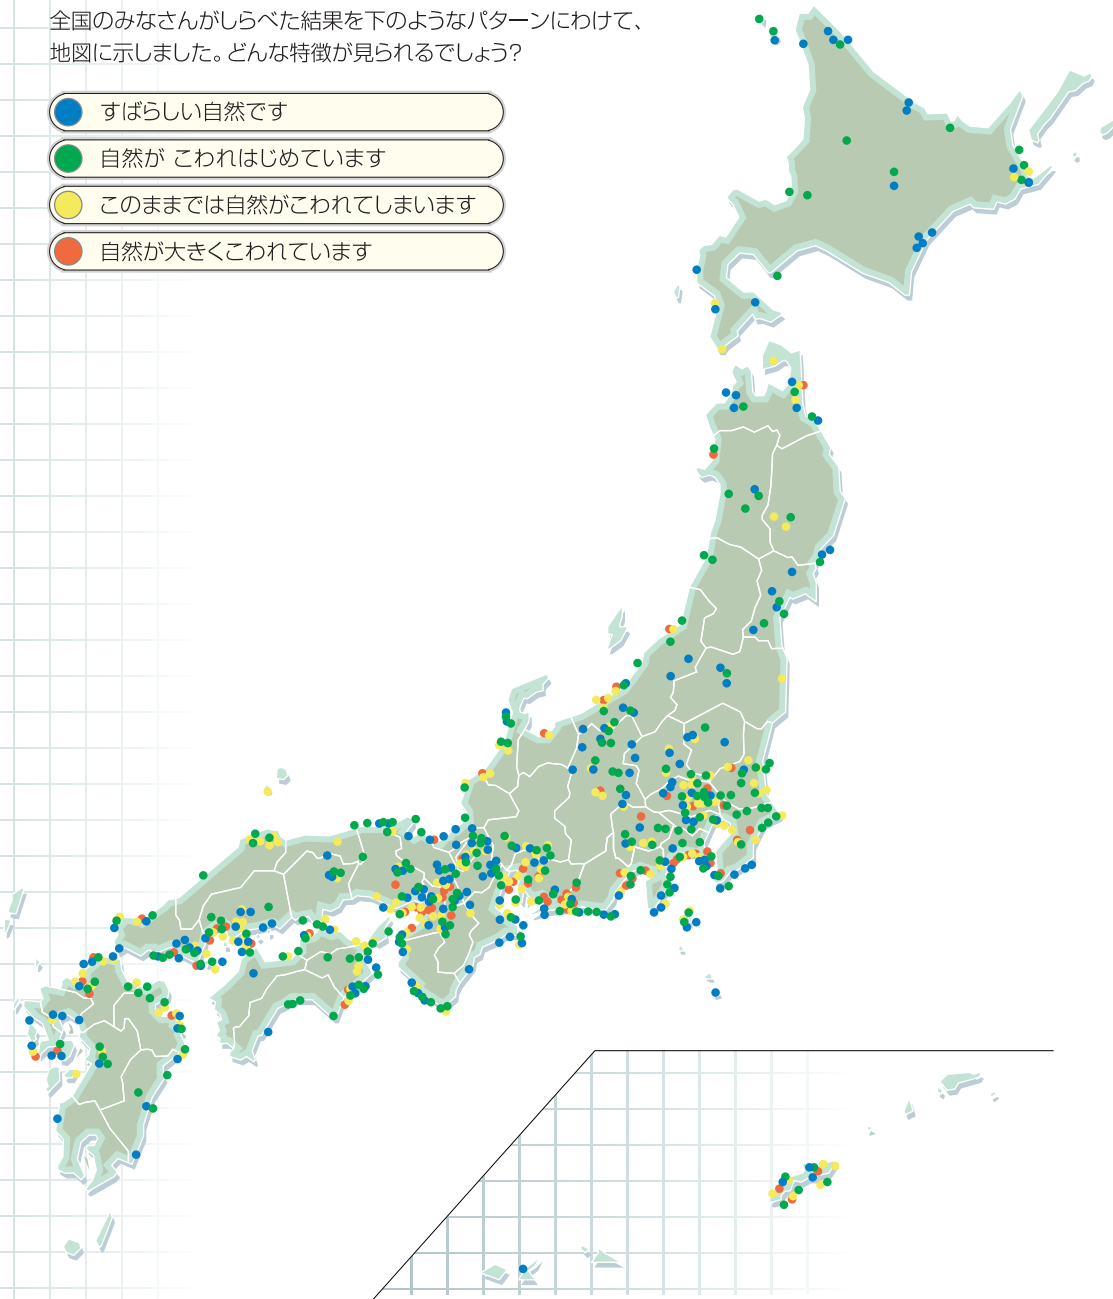 全国のみなさんがしらべた結果を下のようなパターンにわけて、
地図に示しました。どんな特徴が見られるでしょう?
すばらしい自然です
自然が こわれはじめています
このままでは自然がこわれてしまいます
自然が大きくこわれています